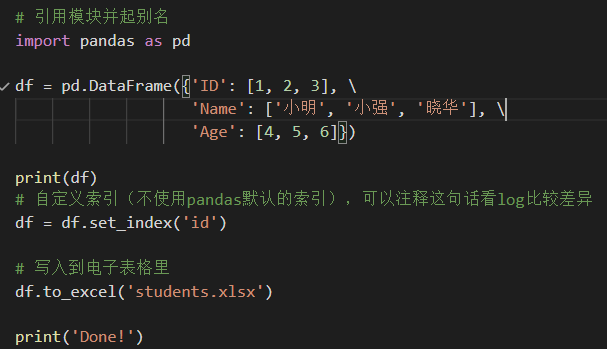 # 引用模块并起别名
import pandas as pd
df = pd.DataFrame({'ID': [1, 2, 3], \
'Name': ['小明', '小强', '晓华'], \
'Age': [4, 5, 6]})
print(df)
# 自定义索引（不使用pandas默认的索引），可以注释这句话看log比较差异
df = df.set_index('id')
# 写入到电子表格里
df.to_excel('students.xlsx')
print('Done!')